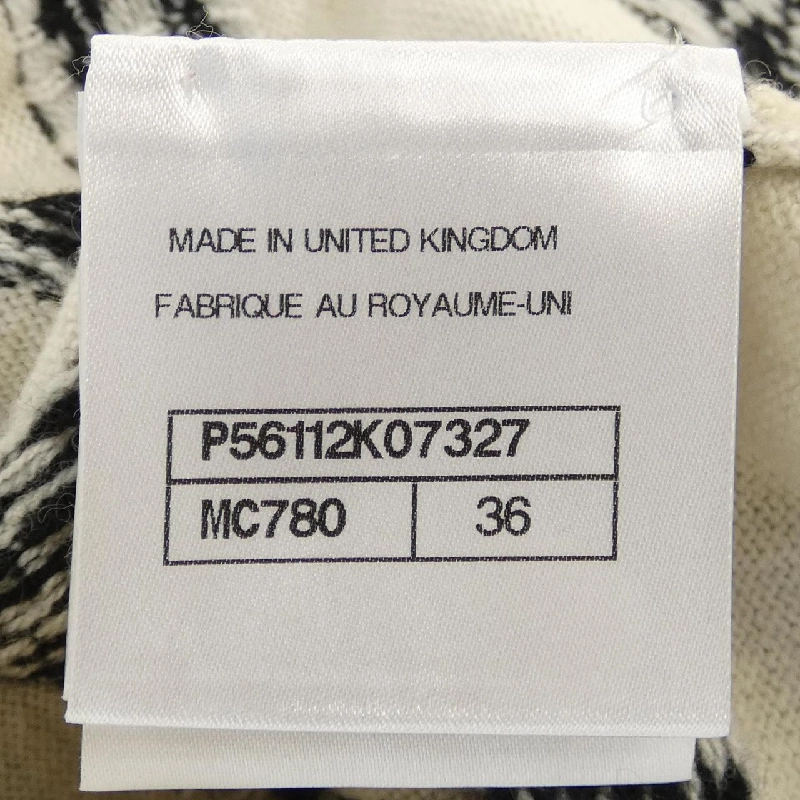 MADE IN UNITED KINGDOM
FABRIQUE AU ROYAUME-UNI
P56112K07327
MC780 36